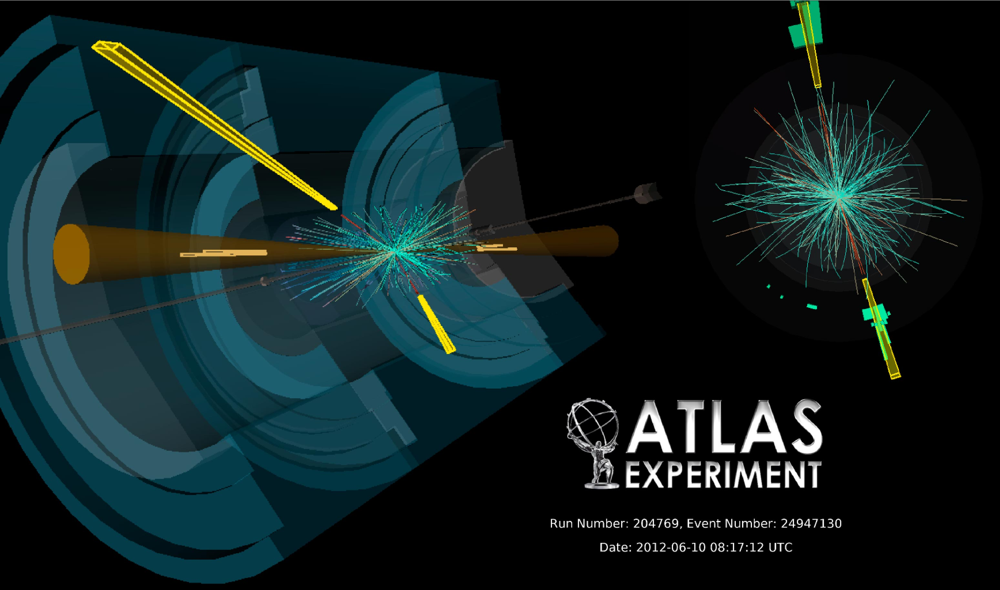 ATLAS
EXPERIMENT
Run Number: 204769, Event Number: 24947130
Date: 2012-06-10 08:17:12 UTC